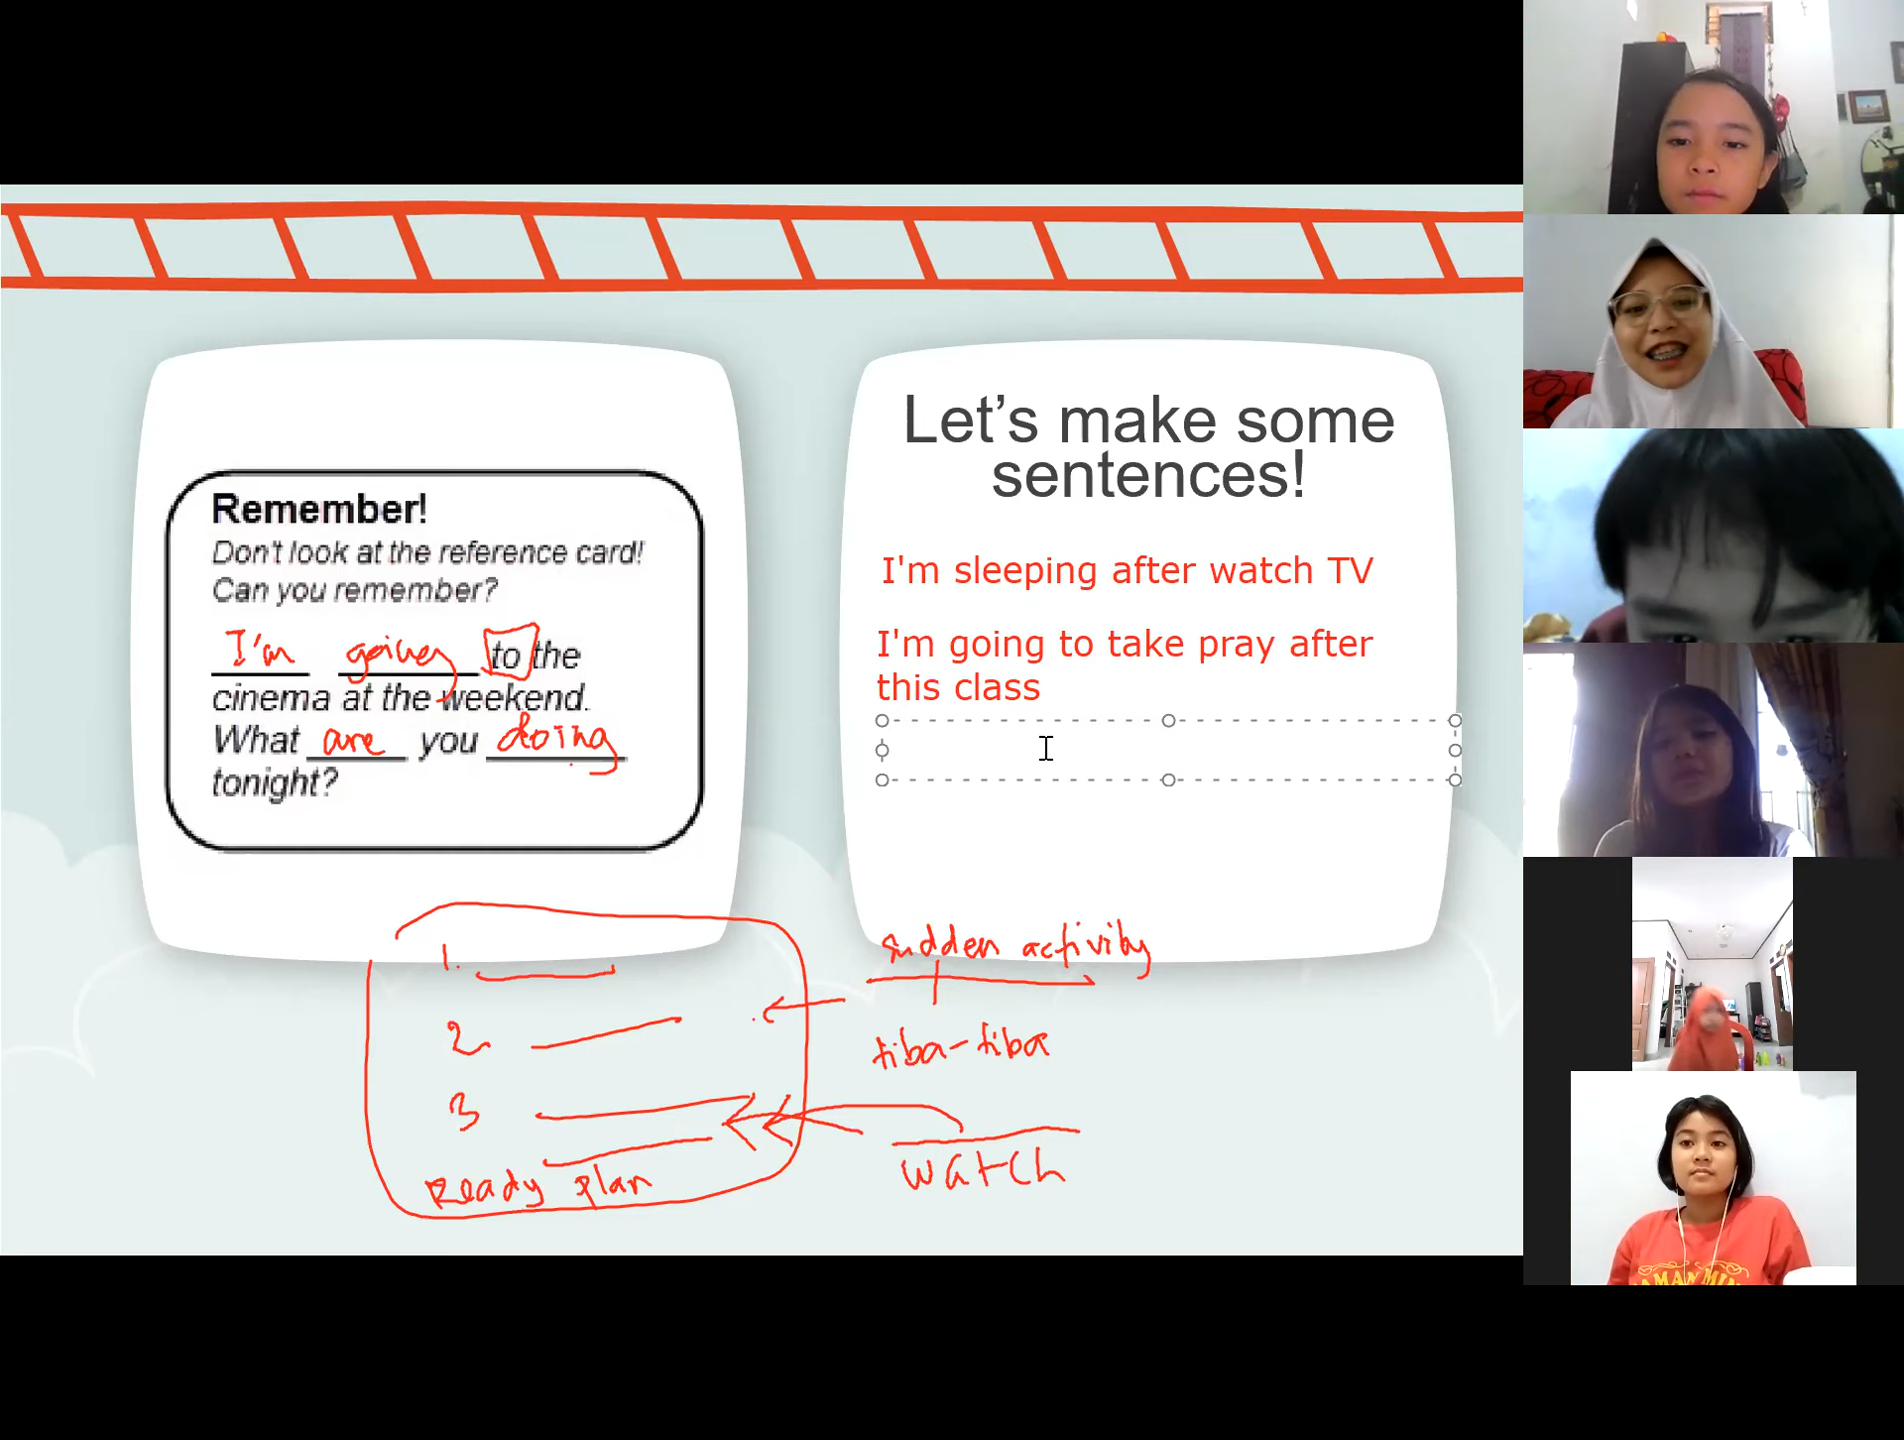 Remember!
Don't look at the reference card!
Can you remember?
I'm going to the
cinema at the weekend.
What are you doing
tonight?
Let's make some
sentences!
I'm sleeping after watch TV
I'm going to take pray after
this class
1.
2
3
Ready plan
sudden activity
tiba-tiba
watch